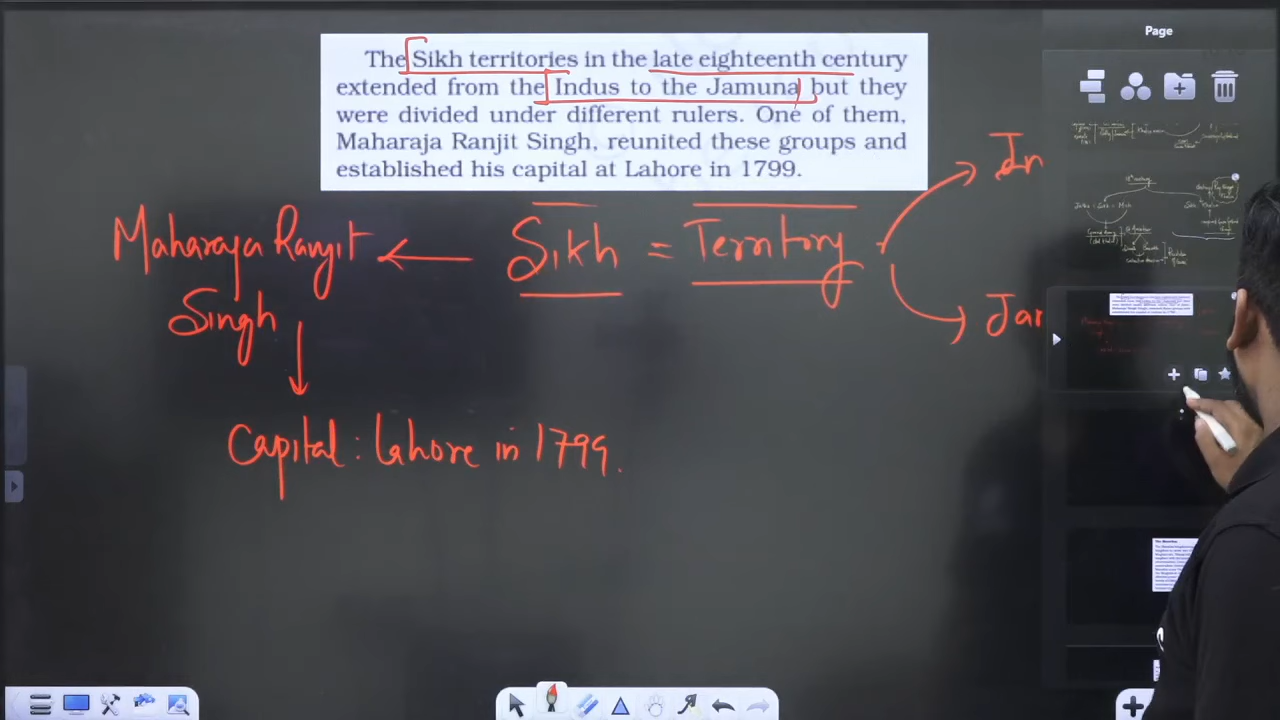 Page
The Sikh territories in the late eighteenth century
extended from the Indus to the Jamuna but they
were divided under different rulers. One of them,
Maharaja Ranjit Singh, reunited these groups and
established his capital at Lahore in 1799.
Maharaja Ranjit
Singh
Sikh = Territory
In
Jam
Capital: Lahore in 1799.